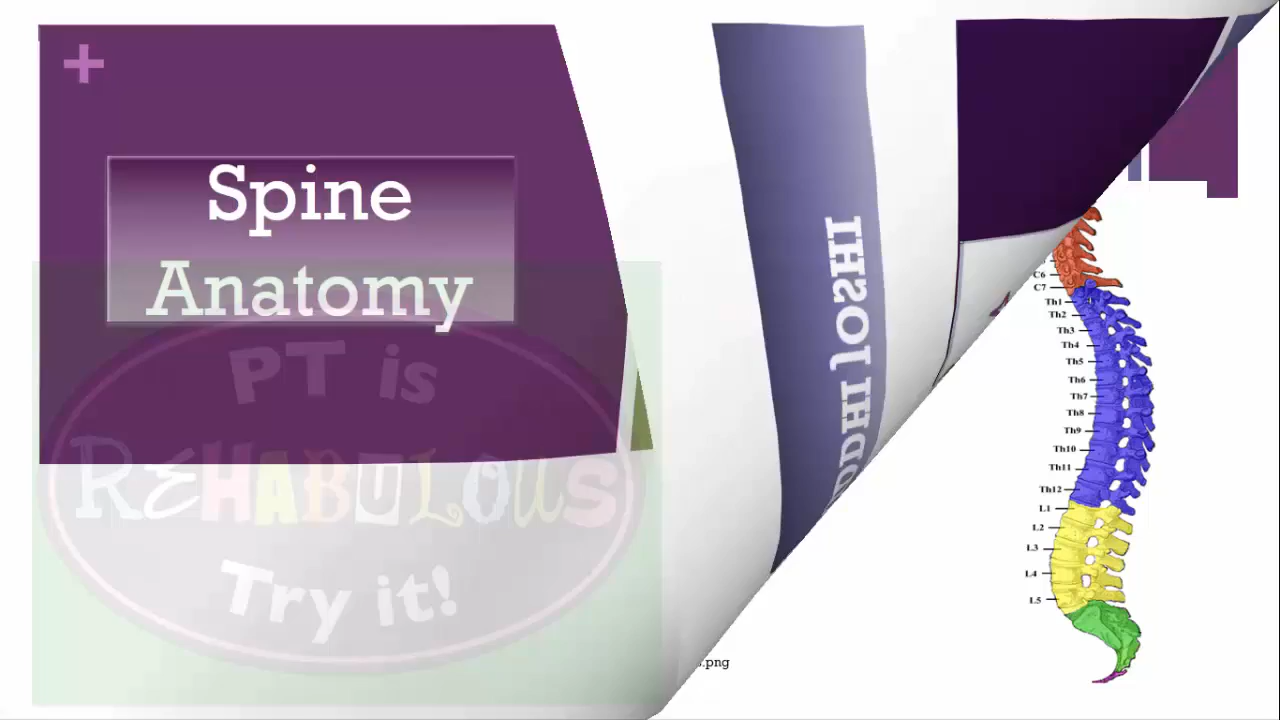 +
Spine
Anatomy
PT is
REHABULOUS
Try it!
JOSHI
C6
C7
Th1
Th2
Th3
Th4
Th5
Th6
Th7
Th8
Th9
Th10
Th11
Th12
L1
L2
L3
L4
L5
.png